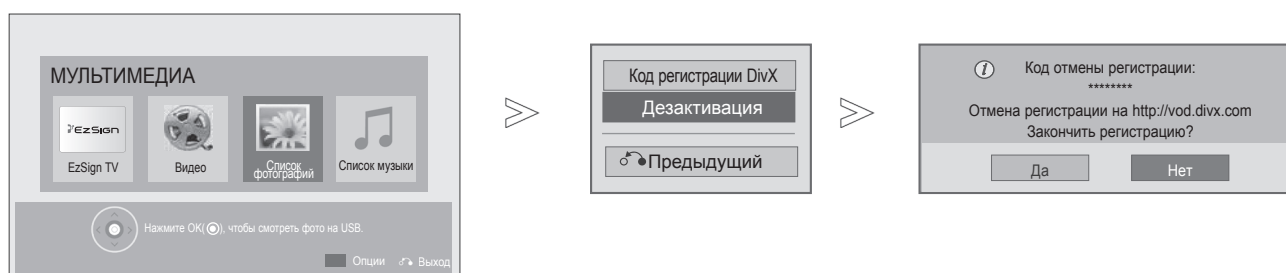 МУЛЬТИМЕДИА
EzSign
EzSign TV
Видео
Список
фотографий
Список музыки
Нажмите OK(◉), чтобы смотреть фото на USB.
Опции
Выход
Код регистрации DivX
Дезактивация
Предыдущий
Код отмены регистрации:
********
Отмена регистрации на http://vod.divx.com
Закончить регистрацию?
Да
Нет